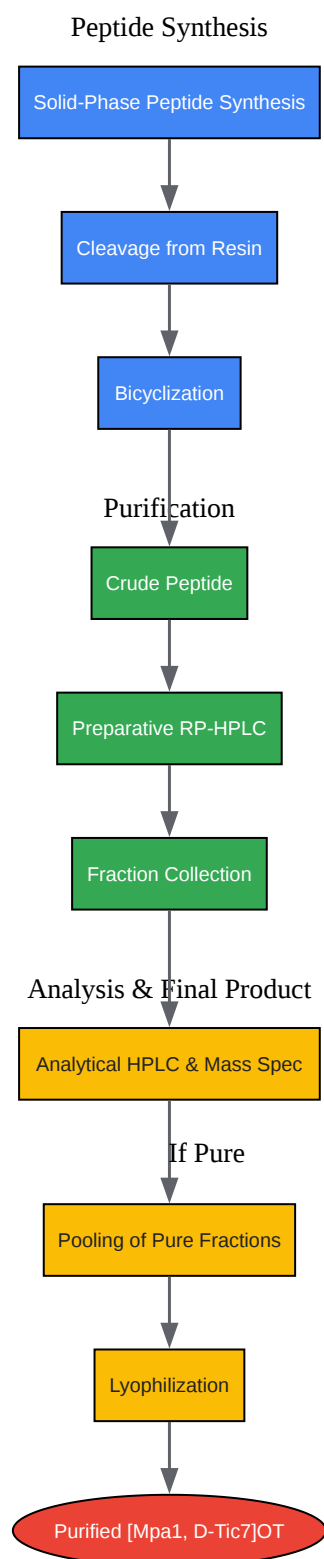 Peptide Synthesis
Solid-Phase Peptide Synthesis
Cleavage from Resin
Bicyclization
Purification
Crude Peptide
Preparative RP-HPLC
Fraction Collection
Analysis & Final Product
Analytical HPLC & Mass Spec
If Pure
Pooling of Pure Fractions
Lyophilization
Purified [Mpa1, D-Tic7]OT